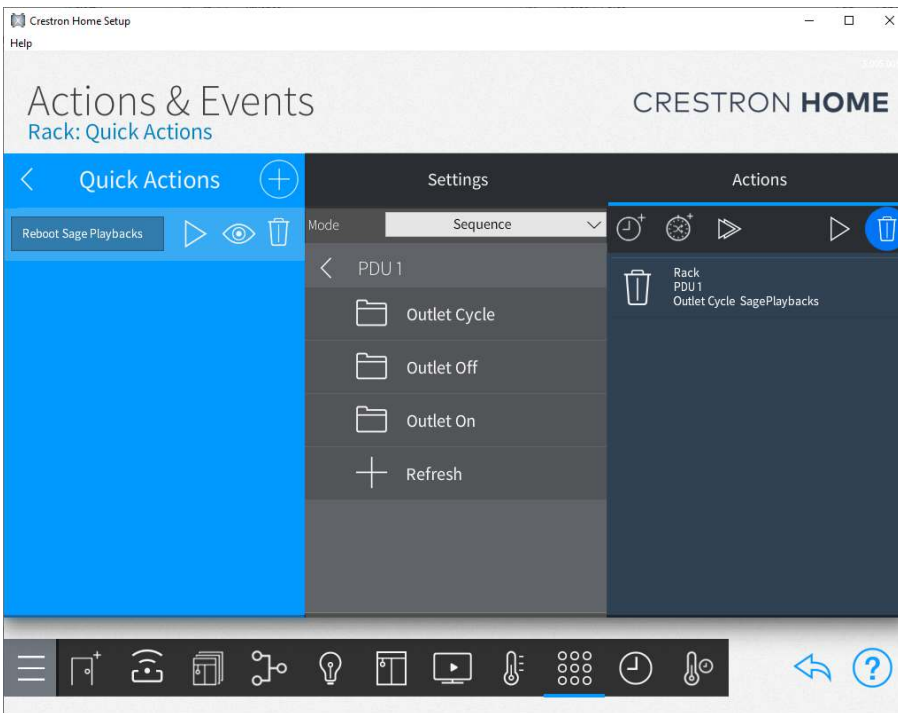 Crestron Home Setup
Help
Actions & Events
Rack: Quick Actions
CRESTRON HOME
Quick Actions
Settings
Actions
Reboot Sage Playbacks
Mode
Sequence
PDU 1
Outlet Cycle
Outlet Off
Outlet On
Refresh
Rack
PDU 1
Outlet Cycle SagePlaybacks
?